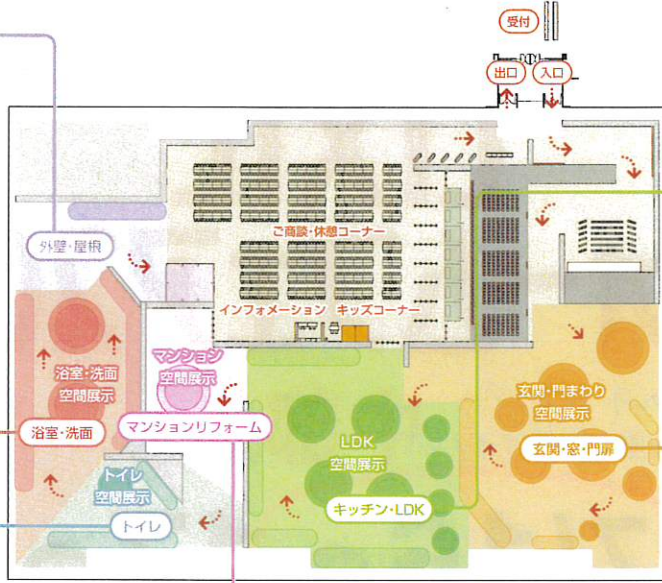 受付
出口
入口
ご商談・休憩コーナー
外壁・屋根
インフォメーション キッズコーナー
マンション
空間展示
浴室・洗面
空間展示
玄関・門まわり
空間展示
浴室・洗面
マンションリフォーム
LDK
空間展示
玄関・窓・門扉
トイレ
空間展示
キッチン・LDK
トイレ